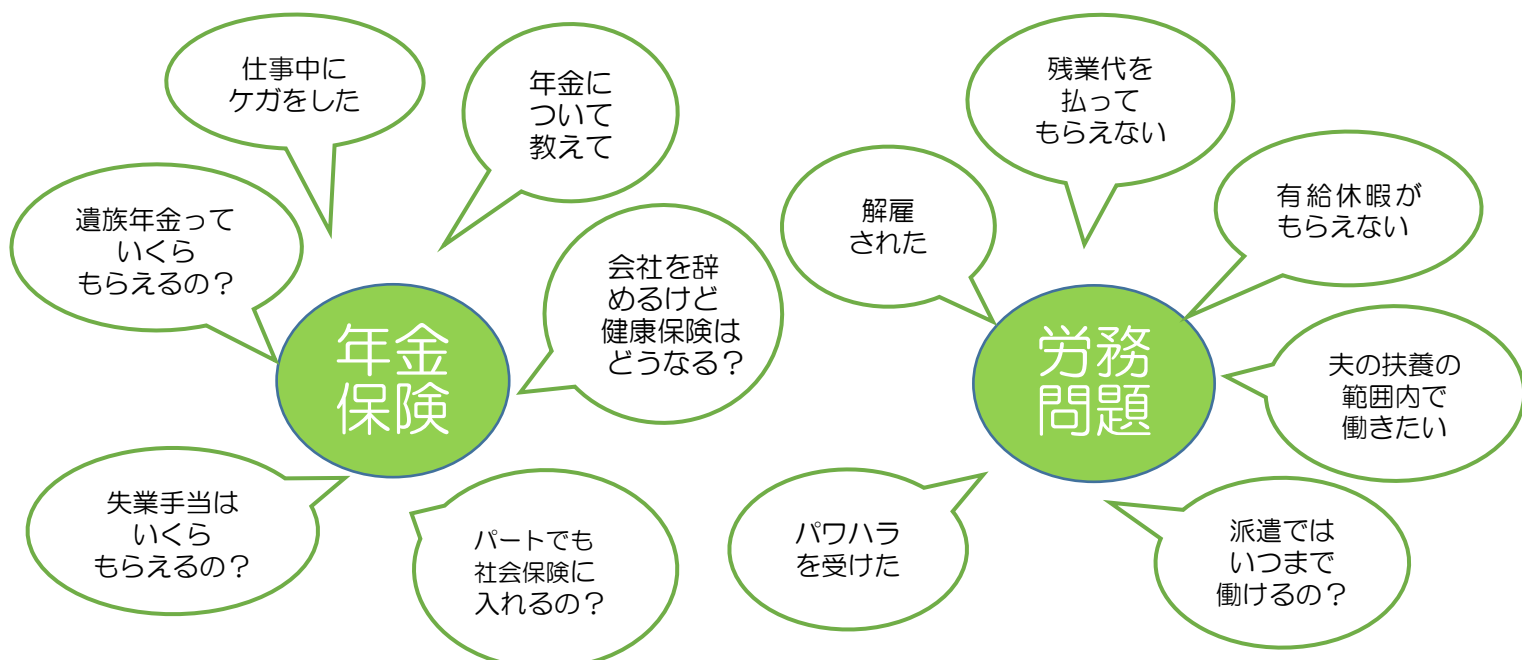 仕事中に
ケガをした
年金に
ついて
教えて
遺族年金って
いくら
もらえるの？
会社を辞
めるけど
健康保険は
どうなる？
年金
保険
失業手当は
いくら
もらえるの？
パートでも
社会保険に
入れるの？
残業代を
払って
もらえない
解雇
された
有給休暇が
もらえない
労務
問題
夫の扶養の
範囲内で
働きたい
パワハラ
を受けた
派遣では
いつまで
働けるの？